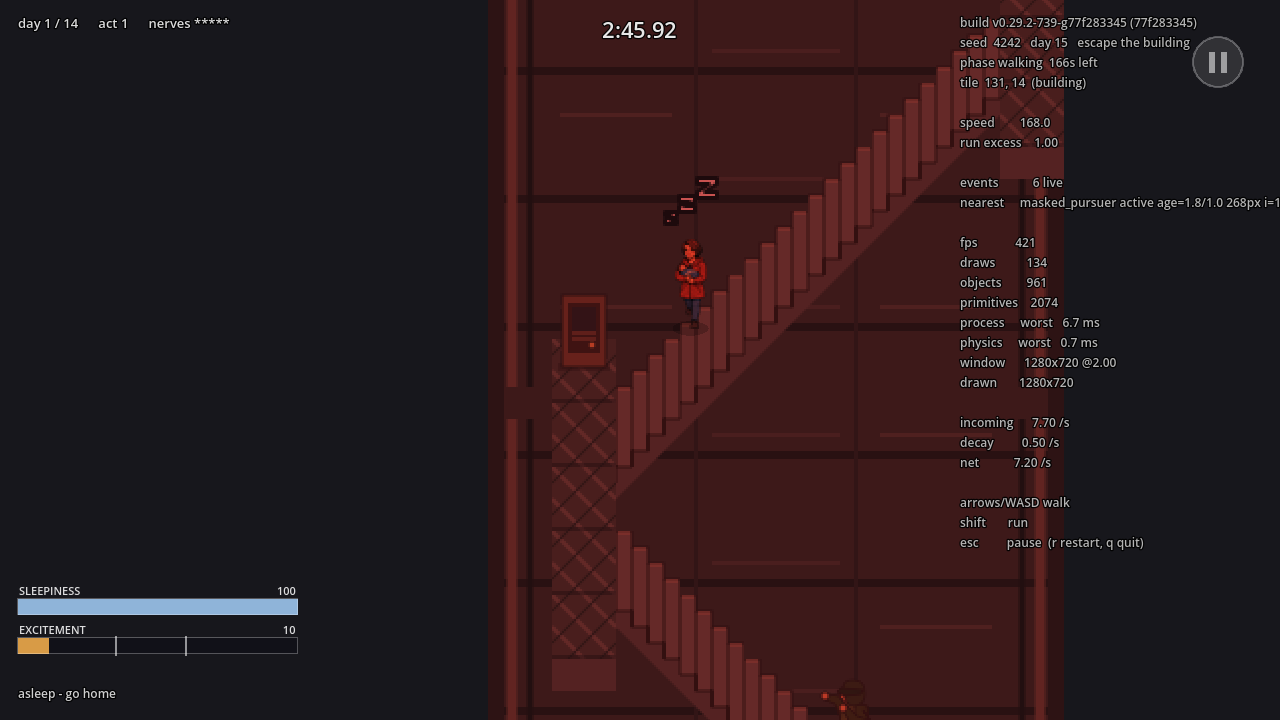 day 1 / 14 act 1 nerves *****
2:45.92
build v0.29.2-739-g77f283345 (77f283345)
seed 4242 day 15 escape the building
phase walking 166s left
tile 131, 14 (building)
speed 168.0
run excess 1.00
events 6 live
nearest masked_pursuer active age=1.8/1.0 268px i=1
fps 421
draws 134
objects 961
primitives 2074
process worst 6.7 ms
physics worst 0.7 ms
window 1280x720 @2.00
drawn 1280x720
incoming 7.70 /s
decay 0.50 /s
net 7.20 /s
arrows/WASD walk
shift run
esc pause (r restart, q quit)
SLEEPINESS 100
EXCITEMENT 10
asleep - go home